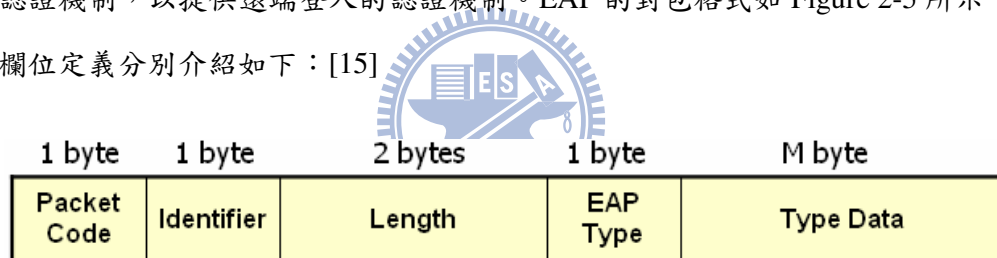 認證機制，以提供遠端登入的認證機制。EAP 的封包格式如 Figure 2-5 所示
欄位定義分別介紹如下：[15]
E S A
1 byte 1 byte 2 bytes 1 byte M byte
Packet Code Identifier Length EAP Type Type Data